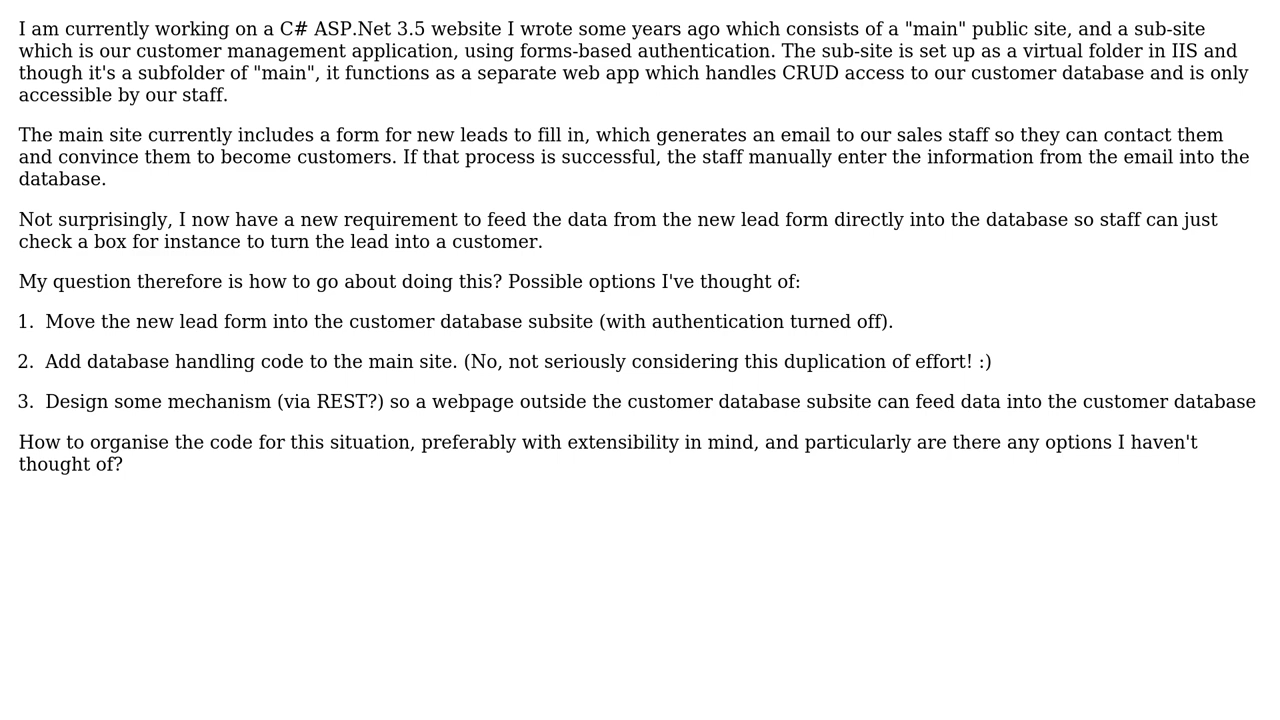 I am currently working on a C# ASP.Net 3.5 website I wrote some years ago which consists of a "main" public site, and a sub-site
which is our customer management application, using forms-based authentication. The sub-site is set up as a virtual folder in IIS and
though it's a subfolder of "main", it functions as a separate web app which handles CRUD access to our customer database and is only
accessible by our staff.
The main site currently includes a form for new leads to fill in, which generates an email to our sales staff so they can contact them
and convince them to become customers. If that process is successful, the staff manually enter the information from the email into the
database.
Not surprisingly, I now have a new requirement to feed the data from the new lead form directly into the database so staff can just
check a box for instance to turn the lead into a customer.
My question therefore is how to go about doing this? Possible options I've thought of:
1. Move the new lead form into the customer database subsite (with authentication turned off).
2. Add database handling code to the main site. (No, not seriously considering this duplication of effort! :)
3. Design some mechanism (via REST?) so a webpage outside the customer database subsite can feed data into the customer database
How to organise the code for this situation, preferably with extensibility in mind, and particularly are there any options I haven't
thought of?